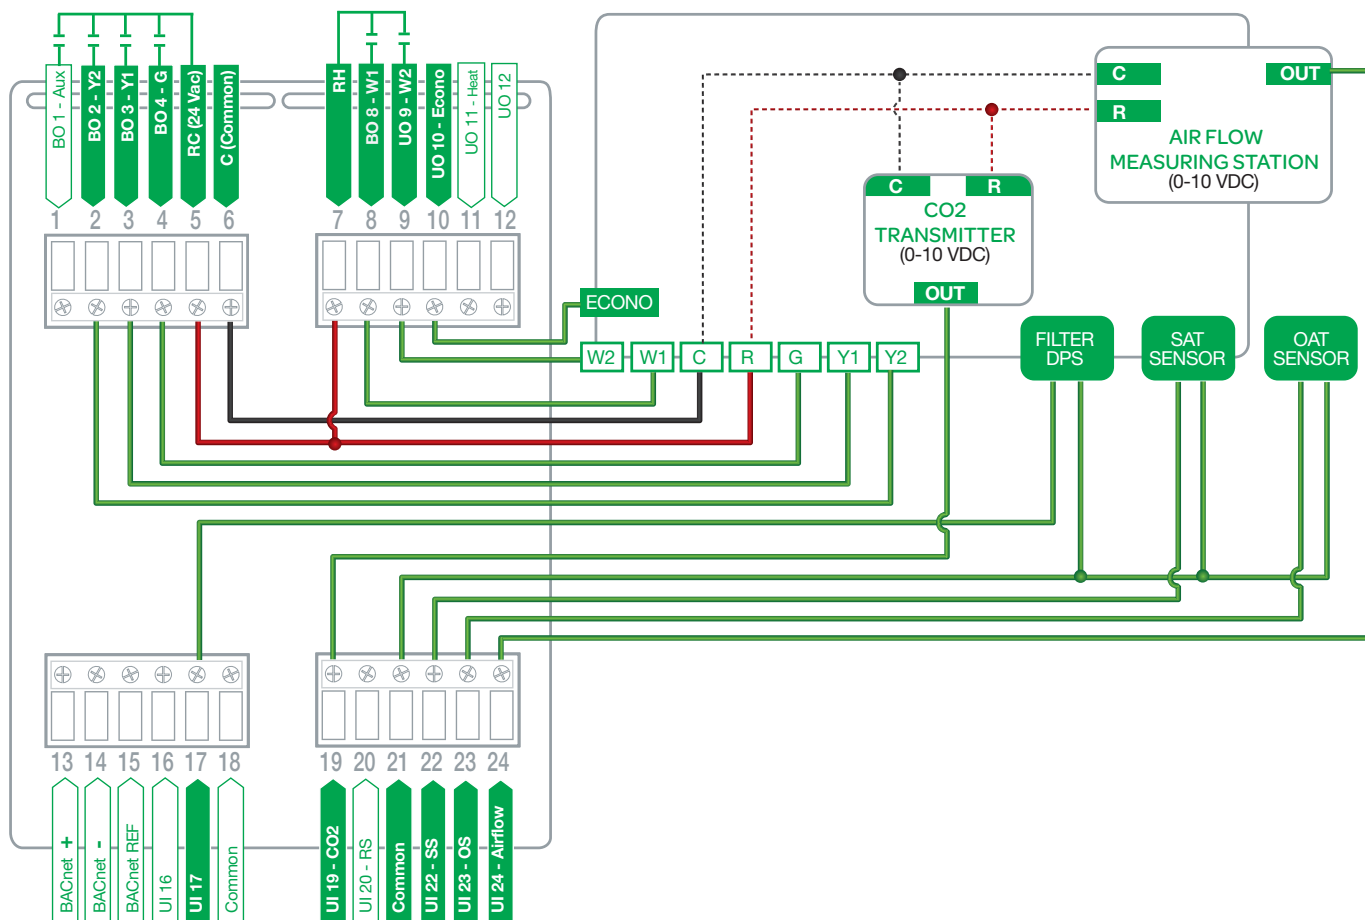 BO 1 - Aux
BO 2 - Y2
BO 3 - Y1
BO 4 - G
RC (24 Vac)
C (Common)
RH
BO 8 - W1
UO 9 - W2
UO 10 - Econo
UO 11 - Heat
UO 12
1
2
3
4
5
6
7
8
9
10
11
12
C
OUT
R
AIR FLOW
MEASURING STATION
(0-10 VDC)
C
R
CO2
TRANSMITTER
(0-10 VDC)
OUT
ECONO
W2
W1
C
R
G
Y1
Y2
FILTER
DPS
SAT
SENSOR
OAT
SENSOR
13
14
15
16
17
18
19
20
21
22
23
24
BACnet +
BACnet -
BACnet REF
UI 16
UI 17
Common
UI 19 - CO2
UI 20 - RS
Common
UI 22 - SS
UI 23 - OS
UI 24 - Airflow